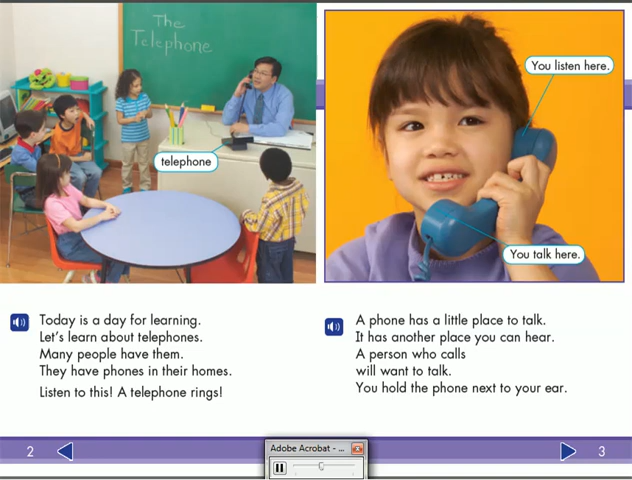 The
Telephone
telephone
You listen here.
You talk here.
Today is a day for learning.
Let's learn about telephones.
Many people have them.
They have phones in their homes.
Listen to this! A telephone rings!
A phone has a little place to talk.
It has another place you can hear.
A person who calls
will want to talk.
You hold the phone next to your ear.
2
3
Adobe Acrobat - ...